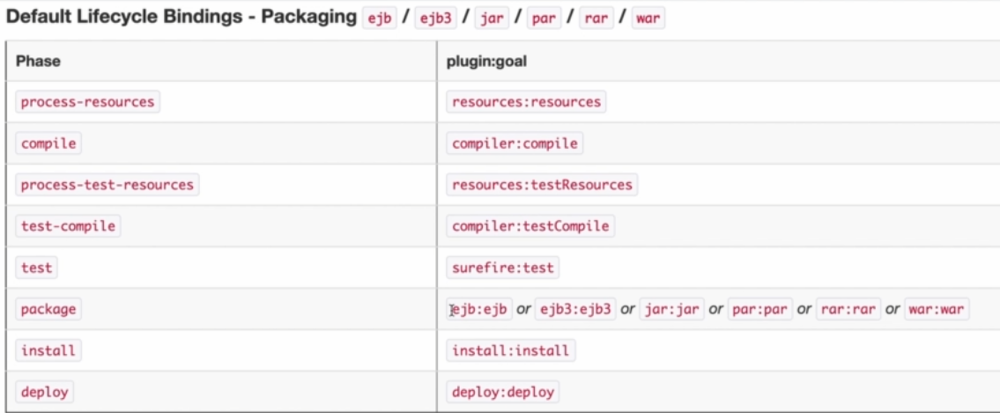 Default Lifecycle Bindings - Packaging ejb / ejb3 / jar / par / rar / war
Phase plugin:goal
process-resources resources:resources
compile compiler:compile
process-test-resources resources:testResources
test-compile compiler:testCompile
test surefire:test
package ejb:ejb or ejb3:ejb3 or jar:jar or par:par or rar:rar or war:war
install install:install
deploy deploy:deploy